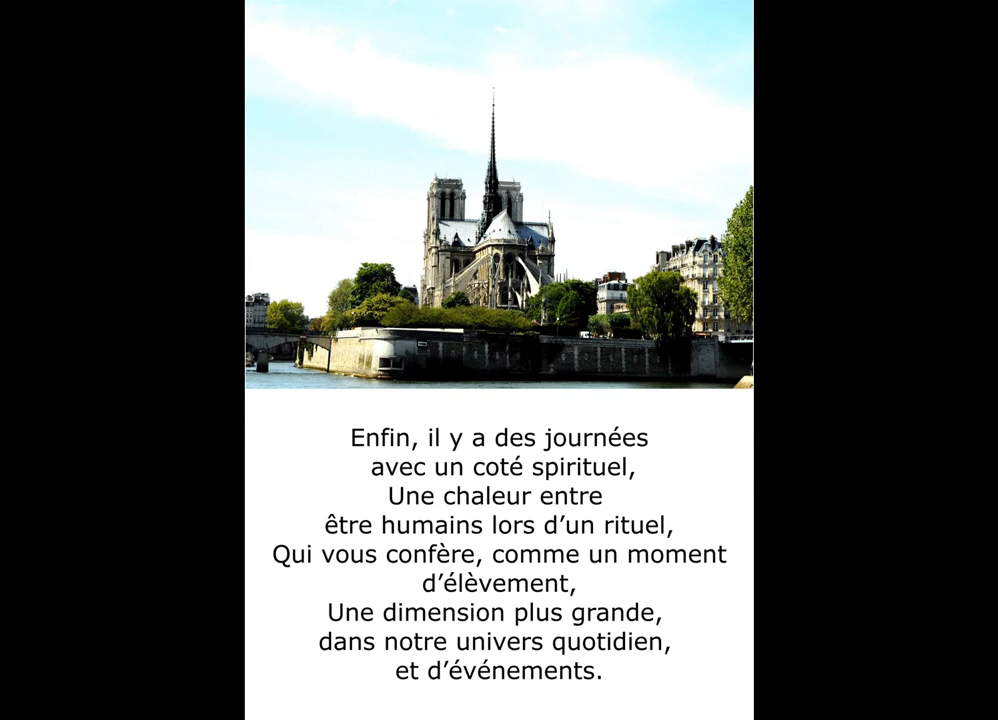 Enfin, il y a des journées
avec un coté spirituel,
Une chaleur entre
être humains lors d’un rituel,
Qui vous confère, comme un moment
d’élèvement,
Une dimension plus grande,
dans notre univers quotidien,
et d’événements.